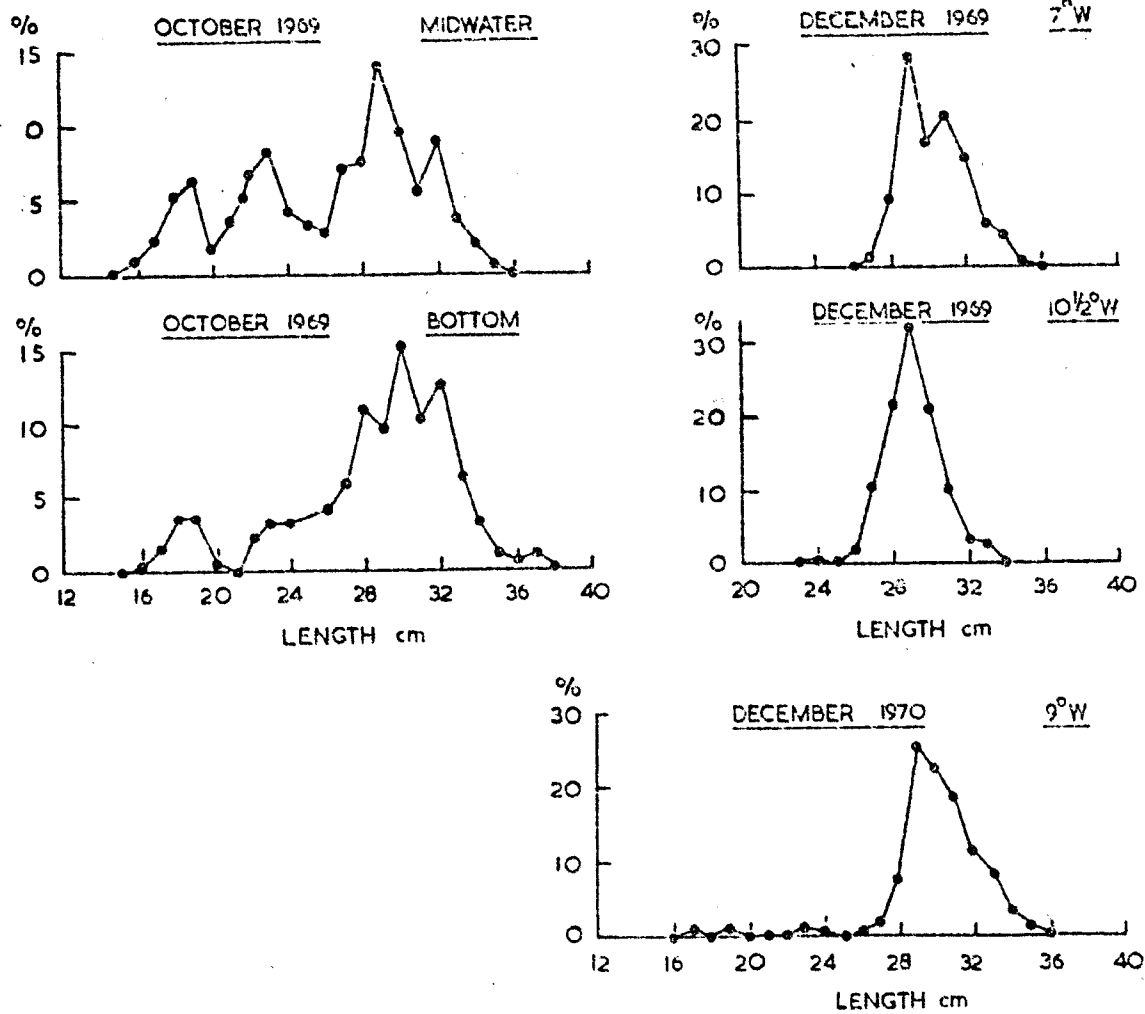 %
OCTOBER 1969 MIDWATER
15
0
5
0
%
OCTOBER 1969 BOTTOM
15
10
5
0
12 16 20 24 28 32 36 40
LENGTH cm
%
DECEMBER 1969 7°W
30
20
10
0
%
DECEMBER 1969 10½°W
30
20
10
0
20 24 28 32 36 40
LENGTH cm
%
DECEMBER 1970 9°W
30
20
10
0
12 16 20 24 28 32 36 40
LENGTH cm